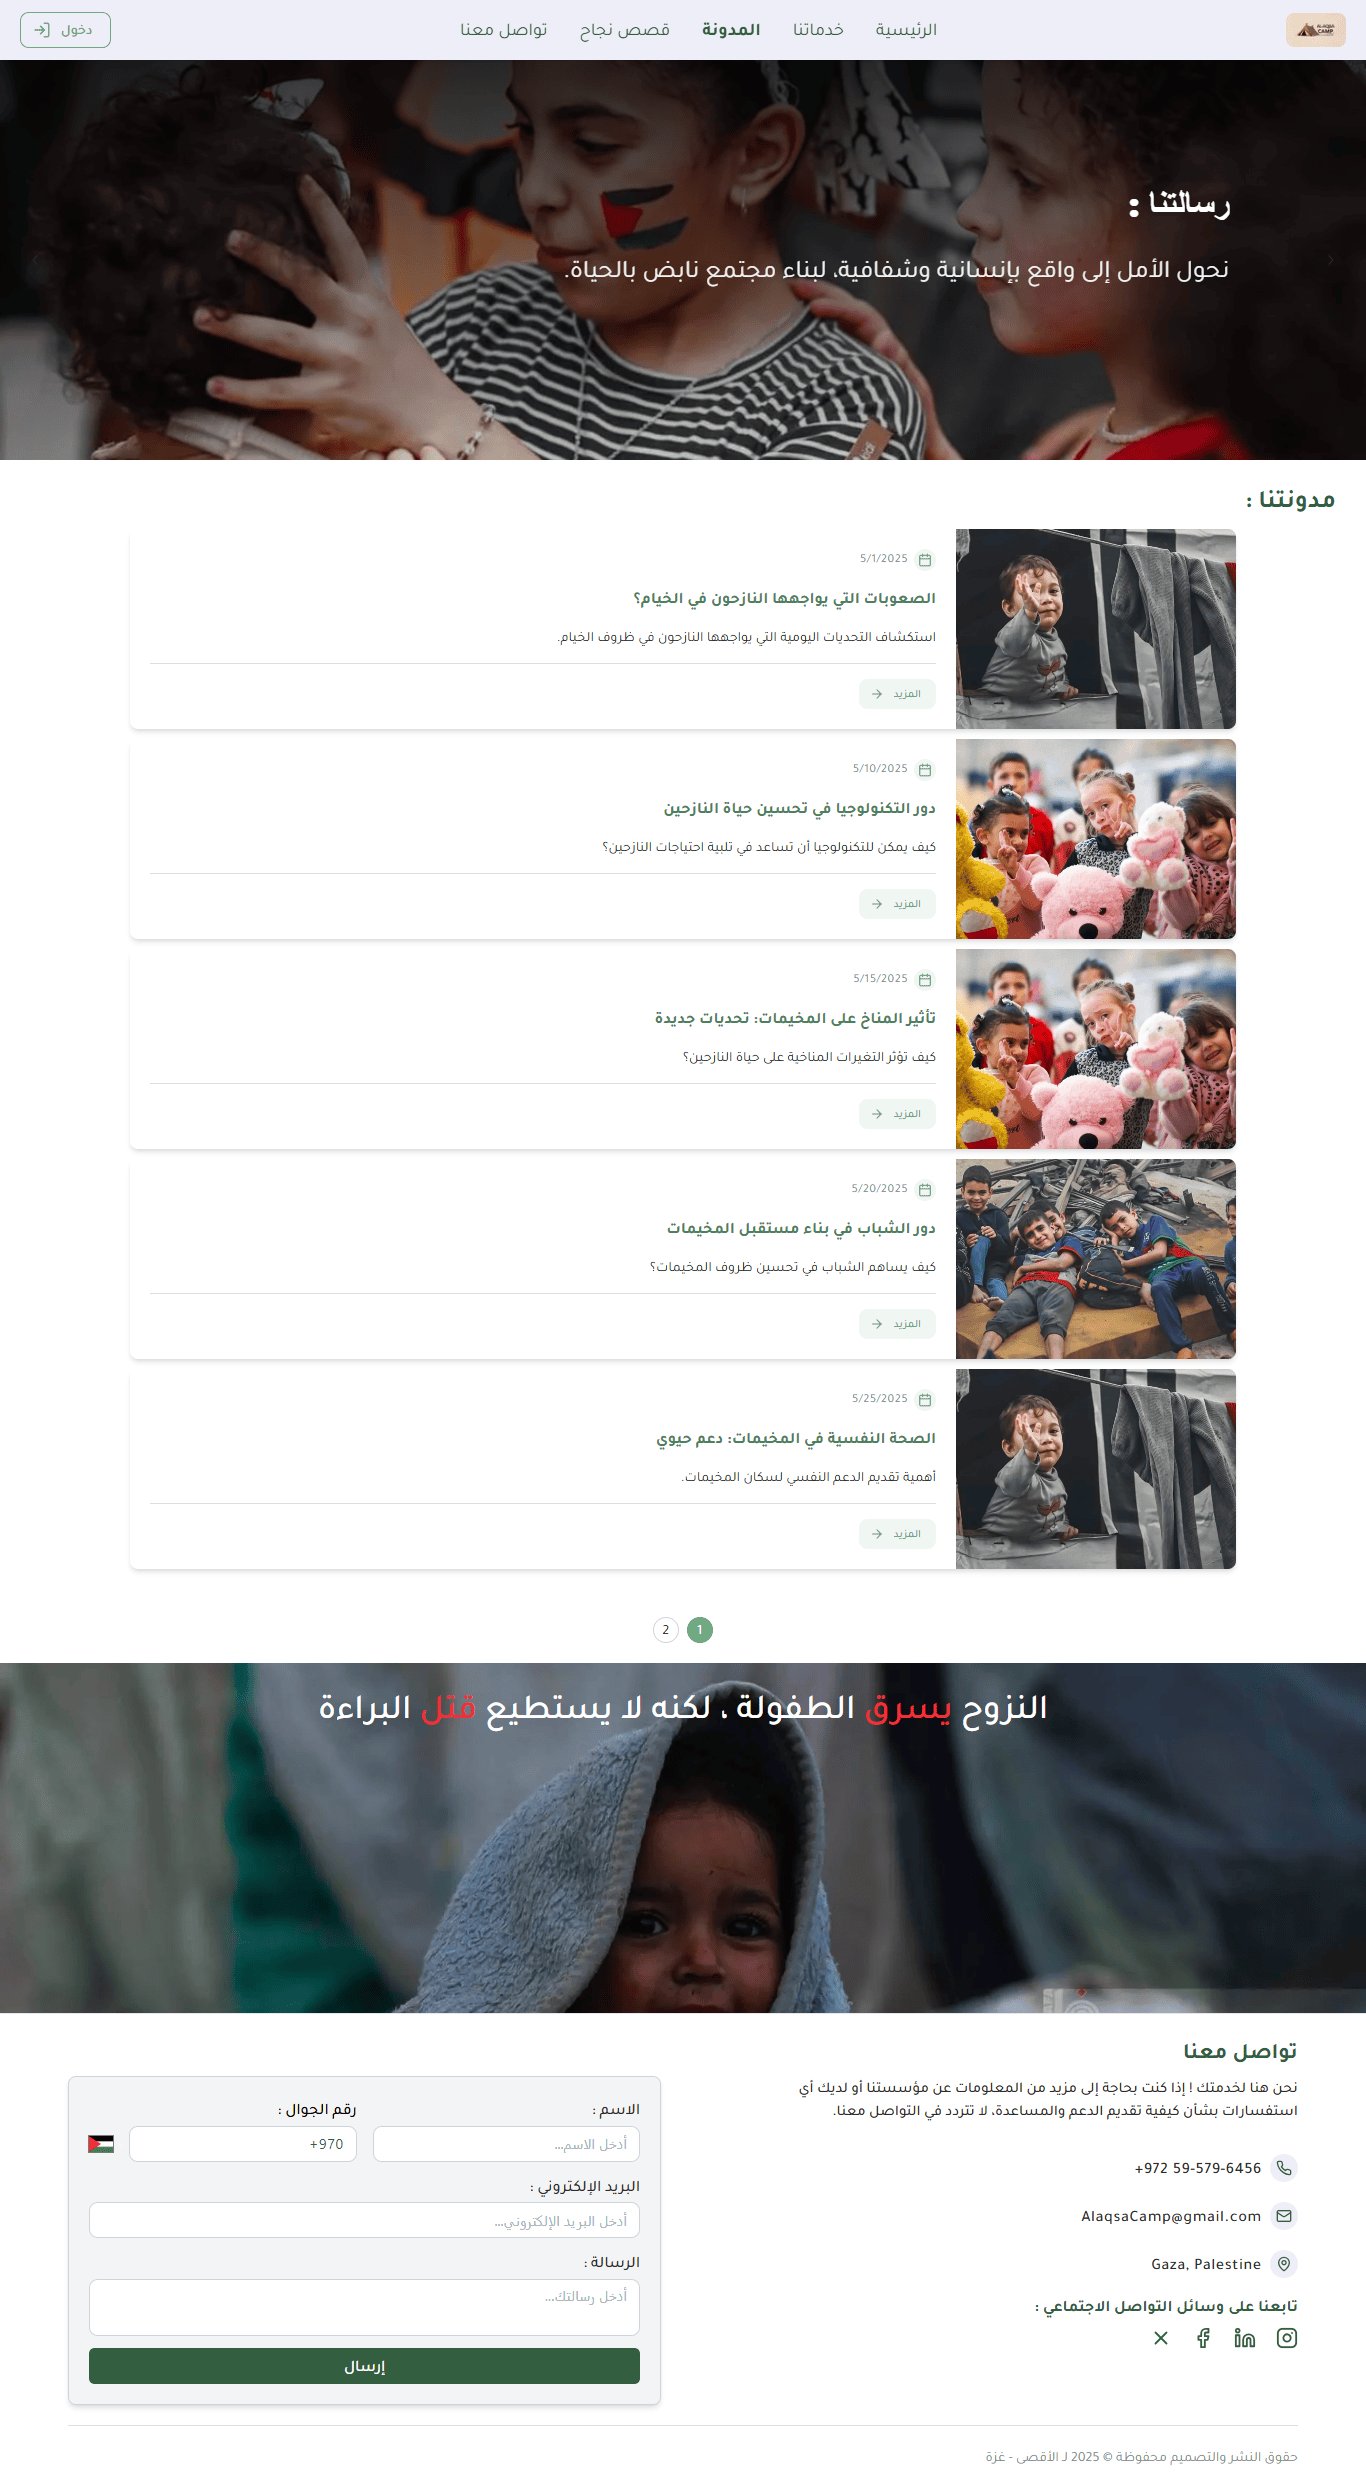 AL-AQSA
CAMP
الرئيسية
خدماتنا
المدونة
قصص نجاح
تواصل معنا
دخول
رسالتنا :
نحول الأمل إلى واقع بإنسانية وشفافية، لبناء مجتمع نابض بالحياة.
مدونتنا :
5/1/2025
الصعوبات التي يواجهها النازحون في الخيام؟
استكشاف التحديات اليومية التي يواجهها النازحون في ظروف الخيام.
المزيد
5/10/2025
دور التكنولوجيا في تحسين حياة النازحين
كيف يمكن للتكنولوجيا أن تساعد في تلبية احتياجات النازحين؟
المزيد
5/15/2025
تأثير المناخ على المخيمات: تحديات جديدة
كيف تؤثر التغيرات المناخية على حياة النازحين؟
المزيد
5/20/2025
دور الشباب في بناء مستقبل المخيمات
كيف يساهم الشباب في تحسين ظروف المخيمات؟
المزيد
5/25/2025
الصحة النفسية في المخيمات: دعم حيوي
أهمية تقديم الدعم النفسي لسكان المخيمات.
المزيد
1
2
النزوح يسرق الطفولة ، لكنه لا يستطيع قتل البراءة
تواصل معنا
نحن هنا لخدمتك ! إذا كنت بحاجة إلى مزيد من المعلومات عن مؤسستنا أو لديك أي
استفسارات بشأن كيفية تقديم الدعم والمساعدة، لا تتردد في التواصل معنا.
+972 59-579-6456
AlaqsaCamp@gmail.com
Gaza, Palestine
تابعنا على وسائل التواصل الاجتماعي :
الاسم :
أدخل الاسم...
رقم الجوال :
+970
البريد الإلكتروني :
أدخل البريد الإلكتروني...
الرسالة :
أدخل رسالتك...
إرسال
حقوق النشر والتصميم محفوظة © 2025 لـ الأقصى - غزة